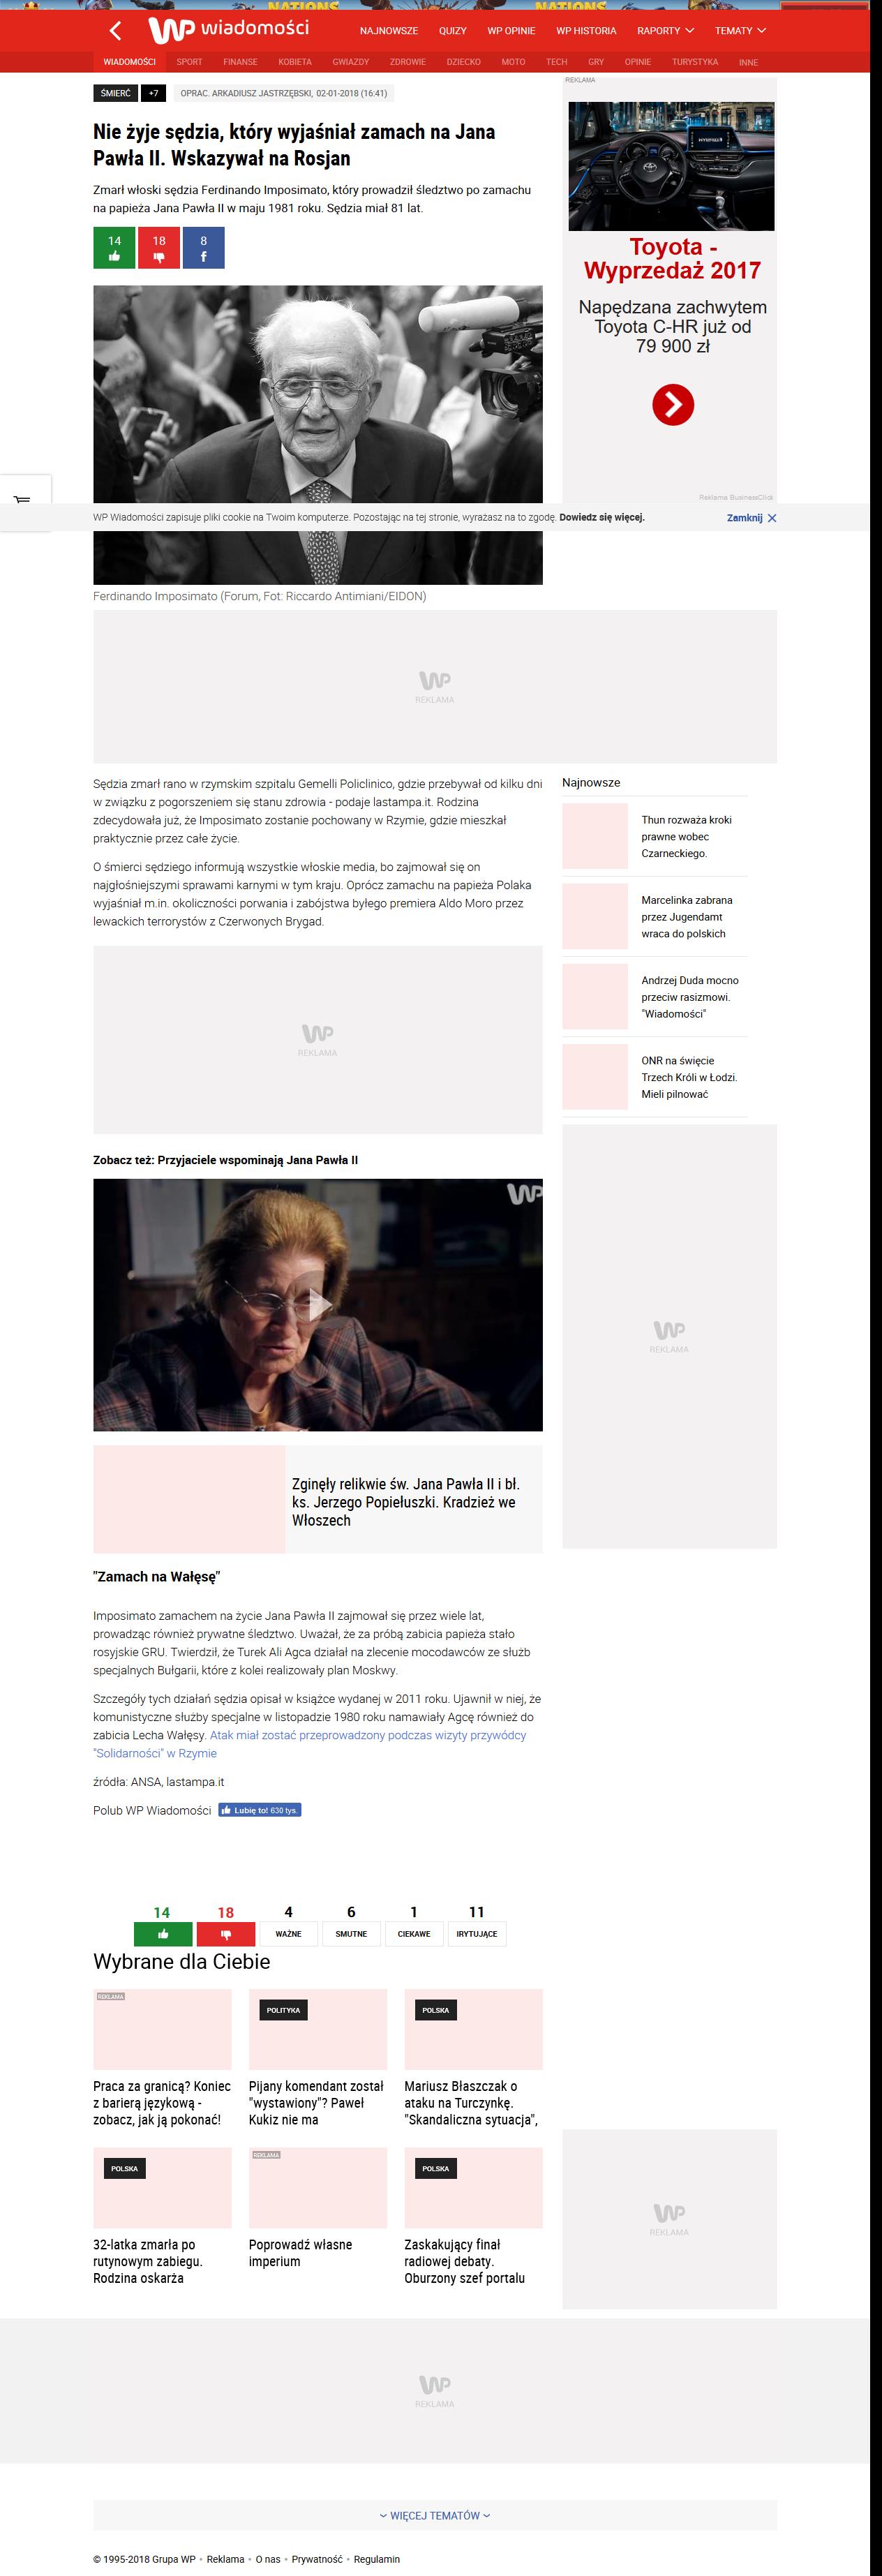 NATIONS NATIONS
WP wiadomości
NAJNOWSZE QUIZY WP OPINIE WP HISTORIA RAPORTY TEMATY
WIADOMOŚCI SPORT FINANSE KOBIETA GWIAZDY ZDROWIE DZIECKO MOTO TECH GRY OPINIE TURYSTYKA INNE
ŚMIERĆ +7 OPRAC. ARKADIUSZ JASTRZĘBSKI, 02-01-2018 (16:41)
Nie żyje sędzia, który wyjaśniał zamach na Jana
Pawła II. Wskazywał na Rosjan
Zmarł włoski sędzia Ferdinando Imposimato, który prowadził śledztwo po zamachu
na papieża Jana Pawła II w maju 1981 roku. Sędzia miał 81 lat.
14 18 8
f
REKLAMA
Toyota -
Wyprzedaż 2017
Napędzana zachwytem
Toyota C-HR już od
79 900 zł
Reklama BusinessClick
WP Wiadomości zapisuje pliki cookie na Twoim komputerze. Pozostając na tej stronie, wyrażasz na to zgodę. Dowiedz się więcej.
Zamknij
Ferdinando Imposimato (Forum, Fot: Riccardo Antimiani/EIDON)
WP
REKLAMA
Sędzia zmarł rano w rzymskim szpitalu Gemelli Policlinico, gdzie przebywał od kilku dni
w związku z pogorszeniem się stanu zdrowia - podaje lastampa.it. Rodzina
zdecydowała już, że Imposimato zostanie pochowany w Rzymie, gdzie mieszkał
praktycznie przez całe życie.
O śmierci sędziego informują wszystkie włoskie media, bo zajmował się on
najgłośniejszymi sprawami karnymi w tym kraju. Oprócz zamachu na papieża Polaka
wyjaśniał m.in. okoliczności porwania i zabójstwa byłego premiera Aldo Moro przez
lewackich terrorystów z Czerwonych Brygad.
WP
REKLAMA
Najnowsze
Thun rozważa kroki
prawne wobec
Czarneckiego.
Marcelinka zabrana
przez Jugendamt
wraca do polskich
Andrzej Duda mocno
przeciw rasizmowi.
"Wiadomości"
ONR na święcie
Trzech Króli w Łodzi.
Mieli pilnować
WP
REKLAMA
Zobacz też: Przyjaciele wspominają Jana Pawła II
WP
Zginęły relikwie św. Jana Pawła II i bł.
ks. Jerzego Popiełuszki. Kradzież we
Włoszech
"Zamach na Wałęsę"
Imposimato zamachem na życie Jana Pawła II zajmował się przez wiele lat,
prowadząc również prywatne śledztwo. Uważał, że za próbą zabicia papieża stało
rosyjskie GRU. Twierdził, że Turek Ali Agca działał na zlecenie mocodawców ze służb
specjalnych Bułgarii, które z kolei realizowały plan Moskwy.
Szczegóły tych działań sędzia opisał w książce wydanej w 2011 roku. Ujawnił w niej, że
komunistyczne służby specjalne w listopadzie 1980 roku namawiały Agcę również do
zabicia Lecha Wałęsy. Atak miał zostać przeprowadzony podczas wizyty przywódcy
"Solidarności" w Rzymie
źródła: ANSA, lastampa.it
Polub WP Wiadomości Lubię to! 630 tys.
14 18 4 6 1 11
WAŻNE SMUTNE CIEKAWE IRYTUJĄCE
Wybrane dla Ciebie
REKLAMA
Praca za granicą? Koniec
z barierą językową -
zobacz, jak ją pokonać!
POLITYKA
Pijany komendant został
"wystawiony"? Paweł
Kukiz nie ma
POLSKA
Mariusz Błaszczak o
ataku na Turczynkę.
"Skandaliczna sytuacja",
POLSKA
32-latka zmarła po
rutynowym zabiegu.
Rodzina oskarża
REKLAMA
Poprowadź własne
imperium
POLSKA
Zaskakujący finał
radiowej debaty.
Oburzony szef portalu
WP
REKLAMA
WP
REKLAMA
WIĘCEJ TEMATÓW
© 1995-2018 Grupa WP • Reklama • O nas • Prywatność • Regulamin